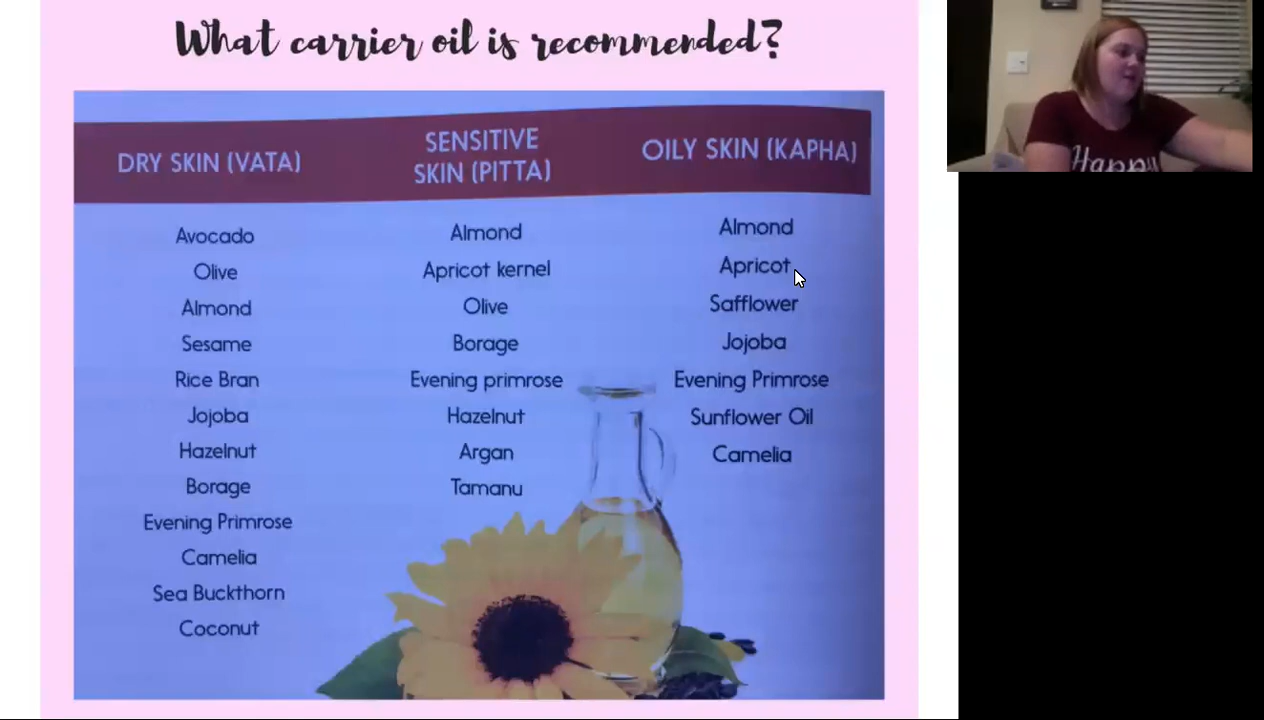 What carrier oil is recommended?
DRY SKIN (VATA)
Avocado
Olive
Almond
Sesame
Rice Bran
Jojoba
Hazelnut
Borage
Evening Primrose
Camelia
Sea Buckthorn
Coconut
SENSITIVE
SKIN (PITTA)
Almond
Apricot kernel
Olive
Borage
Evening primrose
Hazelnut
Argan
Tamanu
OILY SKIN (KAPHA)
Almond
Apricot
Safflower
Jojoba
Evening Primrose
Sunflower Oil
Camelia
Happy